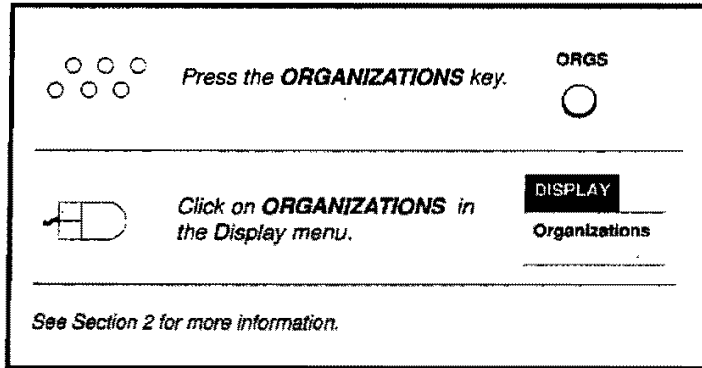 Press the ORGANIZATIONS key.
ORGS
Click on ORGANIZATIONS in
the Display menu.
DISPLAY
Organizations
See Section 2 for more information.